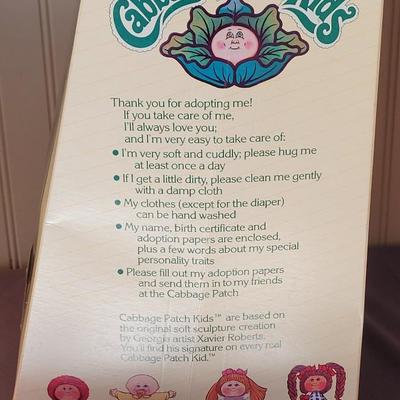 Cabbage Kids
Thank you for adopting me!
If you take care of me,
I'll always love you;
and I'm very easy to take care of:
• I'm very soft and cuddly; please hug me
at least once a day
• If I get a little dirty, please clean me gently
with a damp cloth
• My clothes (except for the diaper)
can be hand washed
• My name, birth certificate and
adoption papers are enclosed,
plus a few words about my special
personality traits
• Please fill out my adoption papers
and send them in to my friends
at the Cabbage Patch
Cabbage Patch Kids™ are based on
the original soft sculpture creation
by Georgia artist Xavier Roberts.
You'll find his signature on every real
Cabbage Patch Kid.™